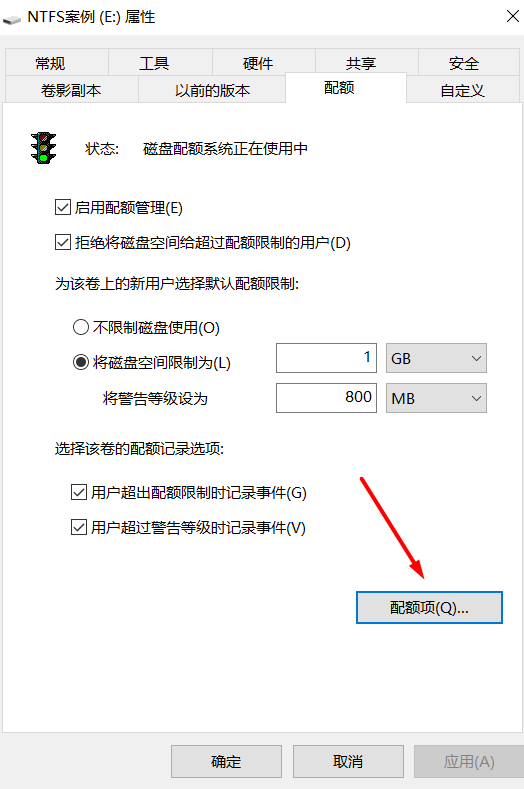 NTFS案例 (E:) 属性
常规 工具 硬件 共享 安全
卷影副本 以前的版本 配额 自定义
状态: 磁盘配额系统正在使用中
启用配额管理(E)
拒绝将磁盘空间给超过配额限制的用户(D)
为该卷上的新用户选择默认配额限制:
不限制磁盘使用(O)
将磁盘空间限制为(L) 1 GB
将警告等级设为 800 MB
选择该卷的配额记录选项:
用户超出配额限制时记录事件(G)
用户超过警告等级时记录事件(V)
配额项(Q)...
确定 取消 应用(A)